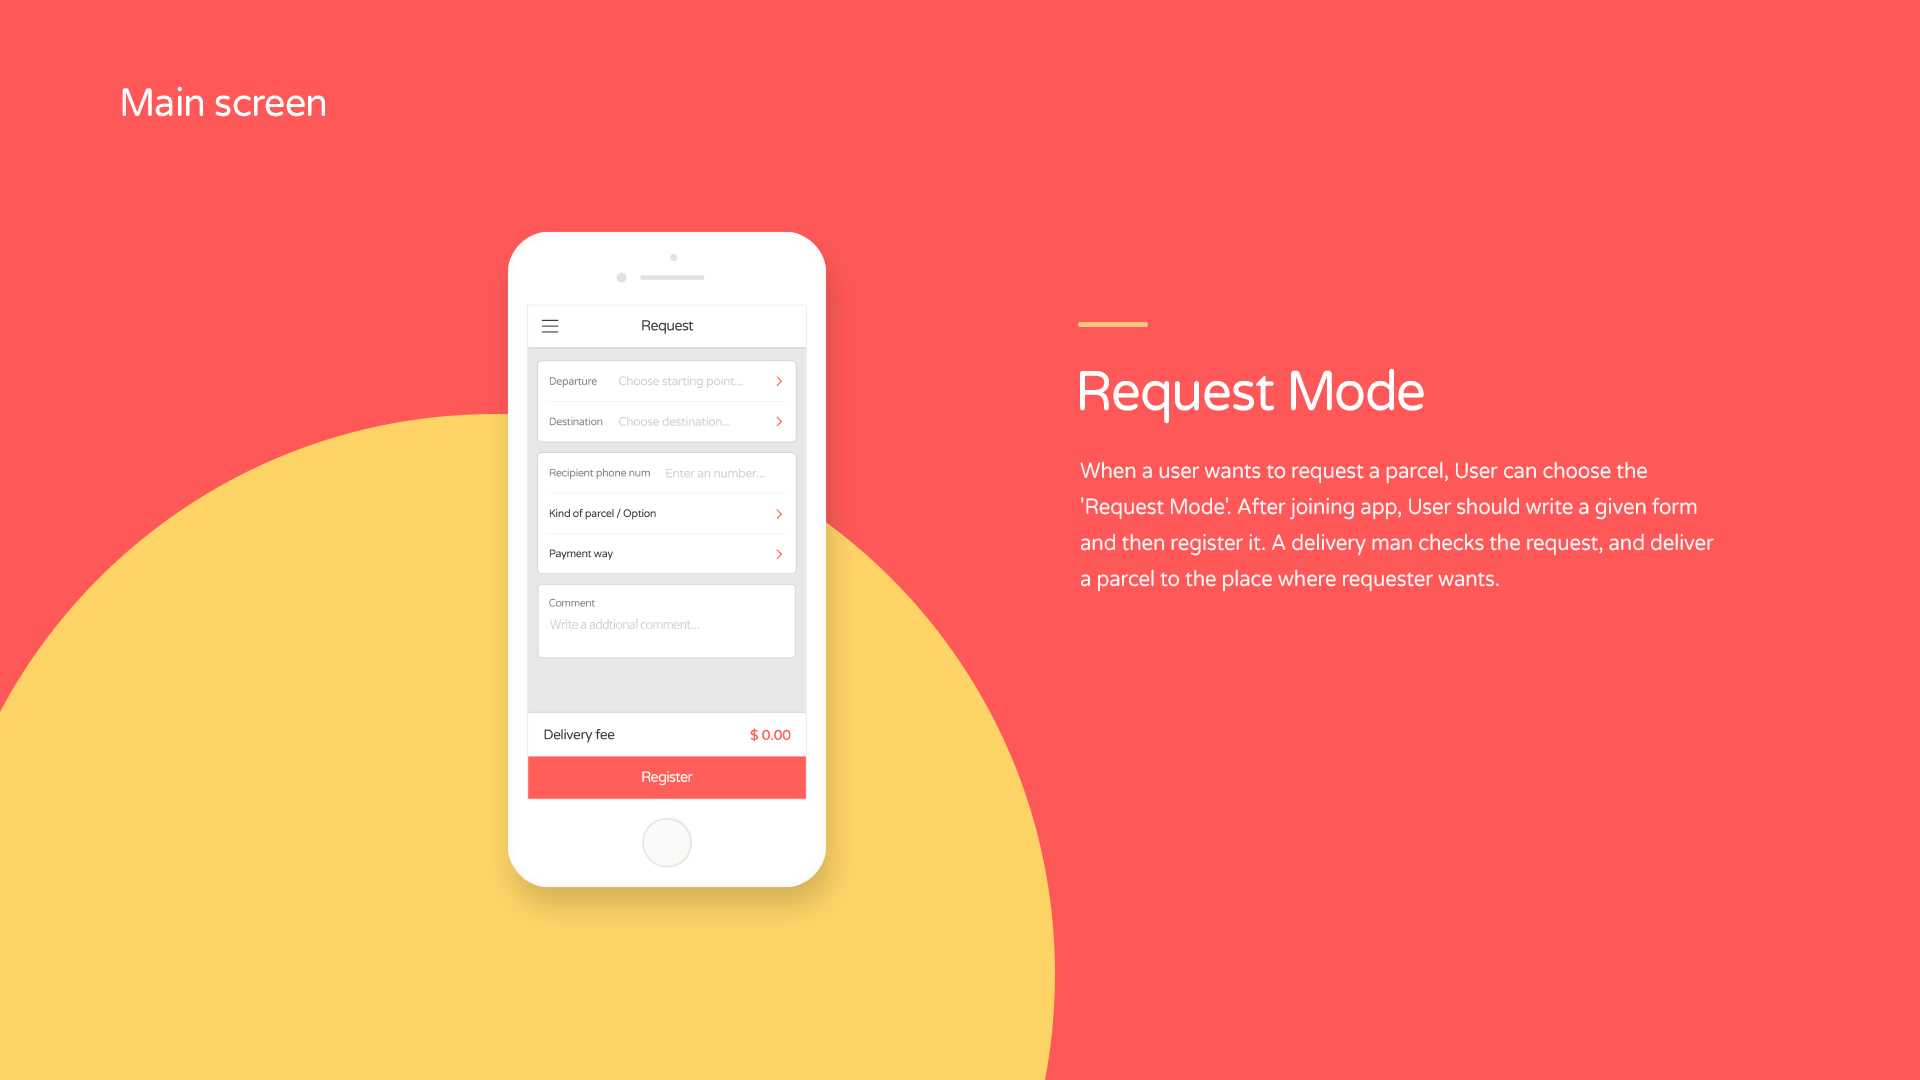 Main screen
Request
Departure Choose starting point...
Destination Choose destination...
Recipient phone num Enter an number...
Kind of parcel / Option
Payment way
Comment
Write a addtional comment...
Delivery fee $ 0.00
Register
Request Mode
When a user wants to request a parcel, User can choose the
'Request Mode'. After joining app, User should write a given form
and then register it. A delivery man checks the request, and deliver
a parcel to the place where requester wants.